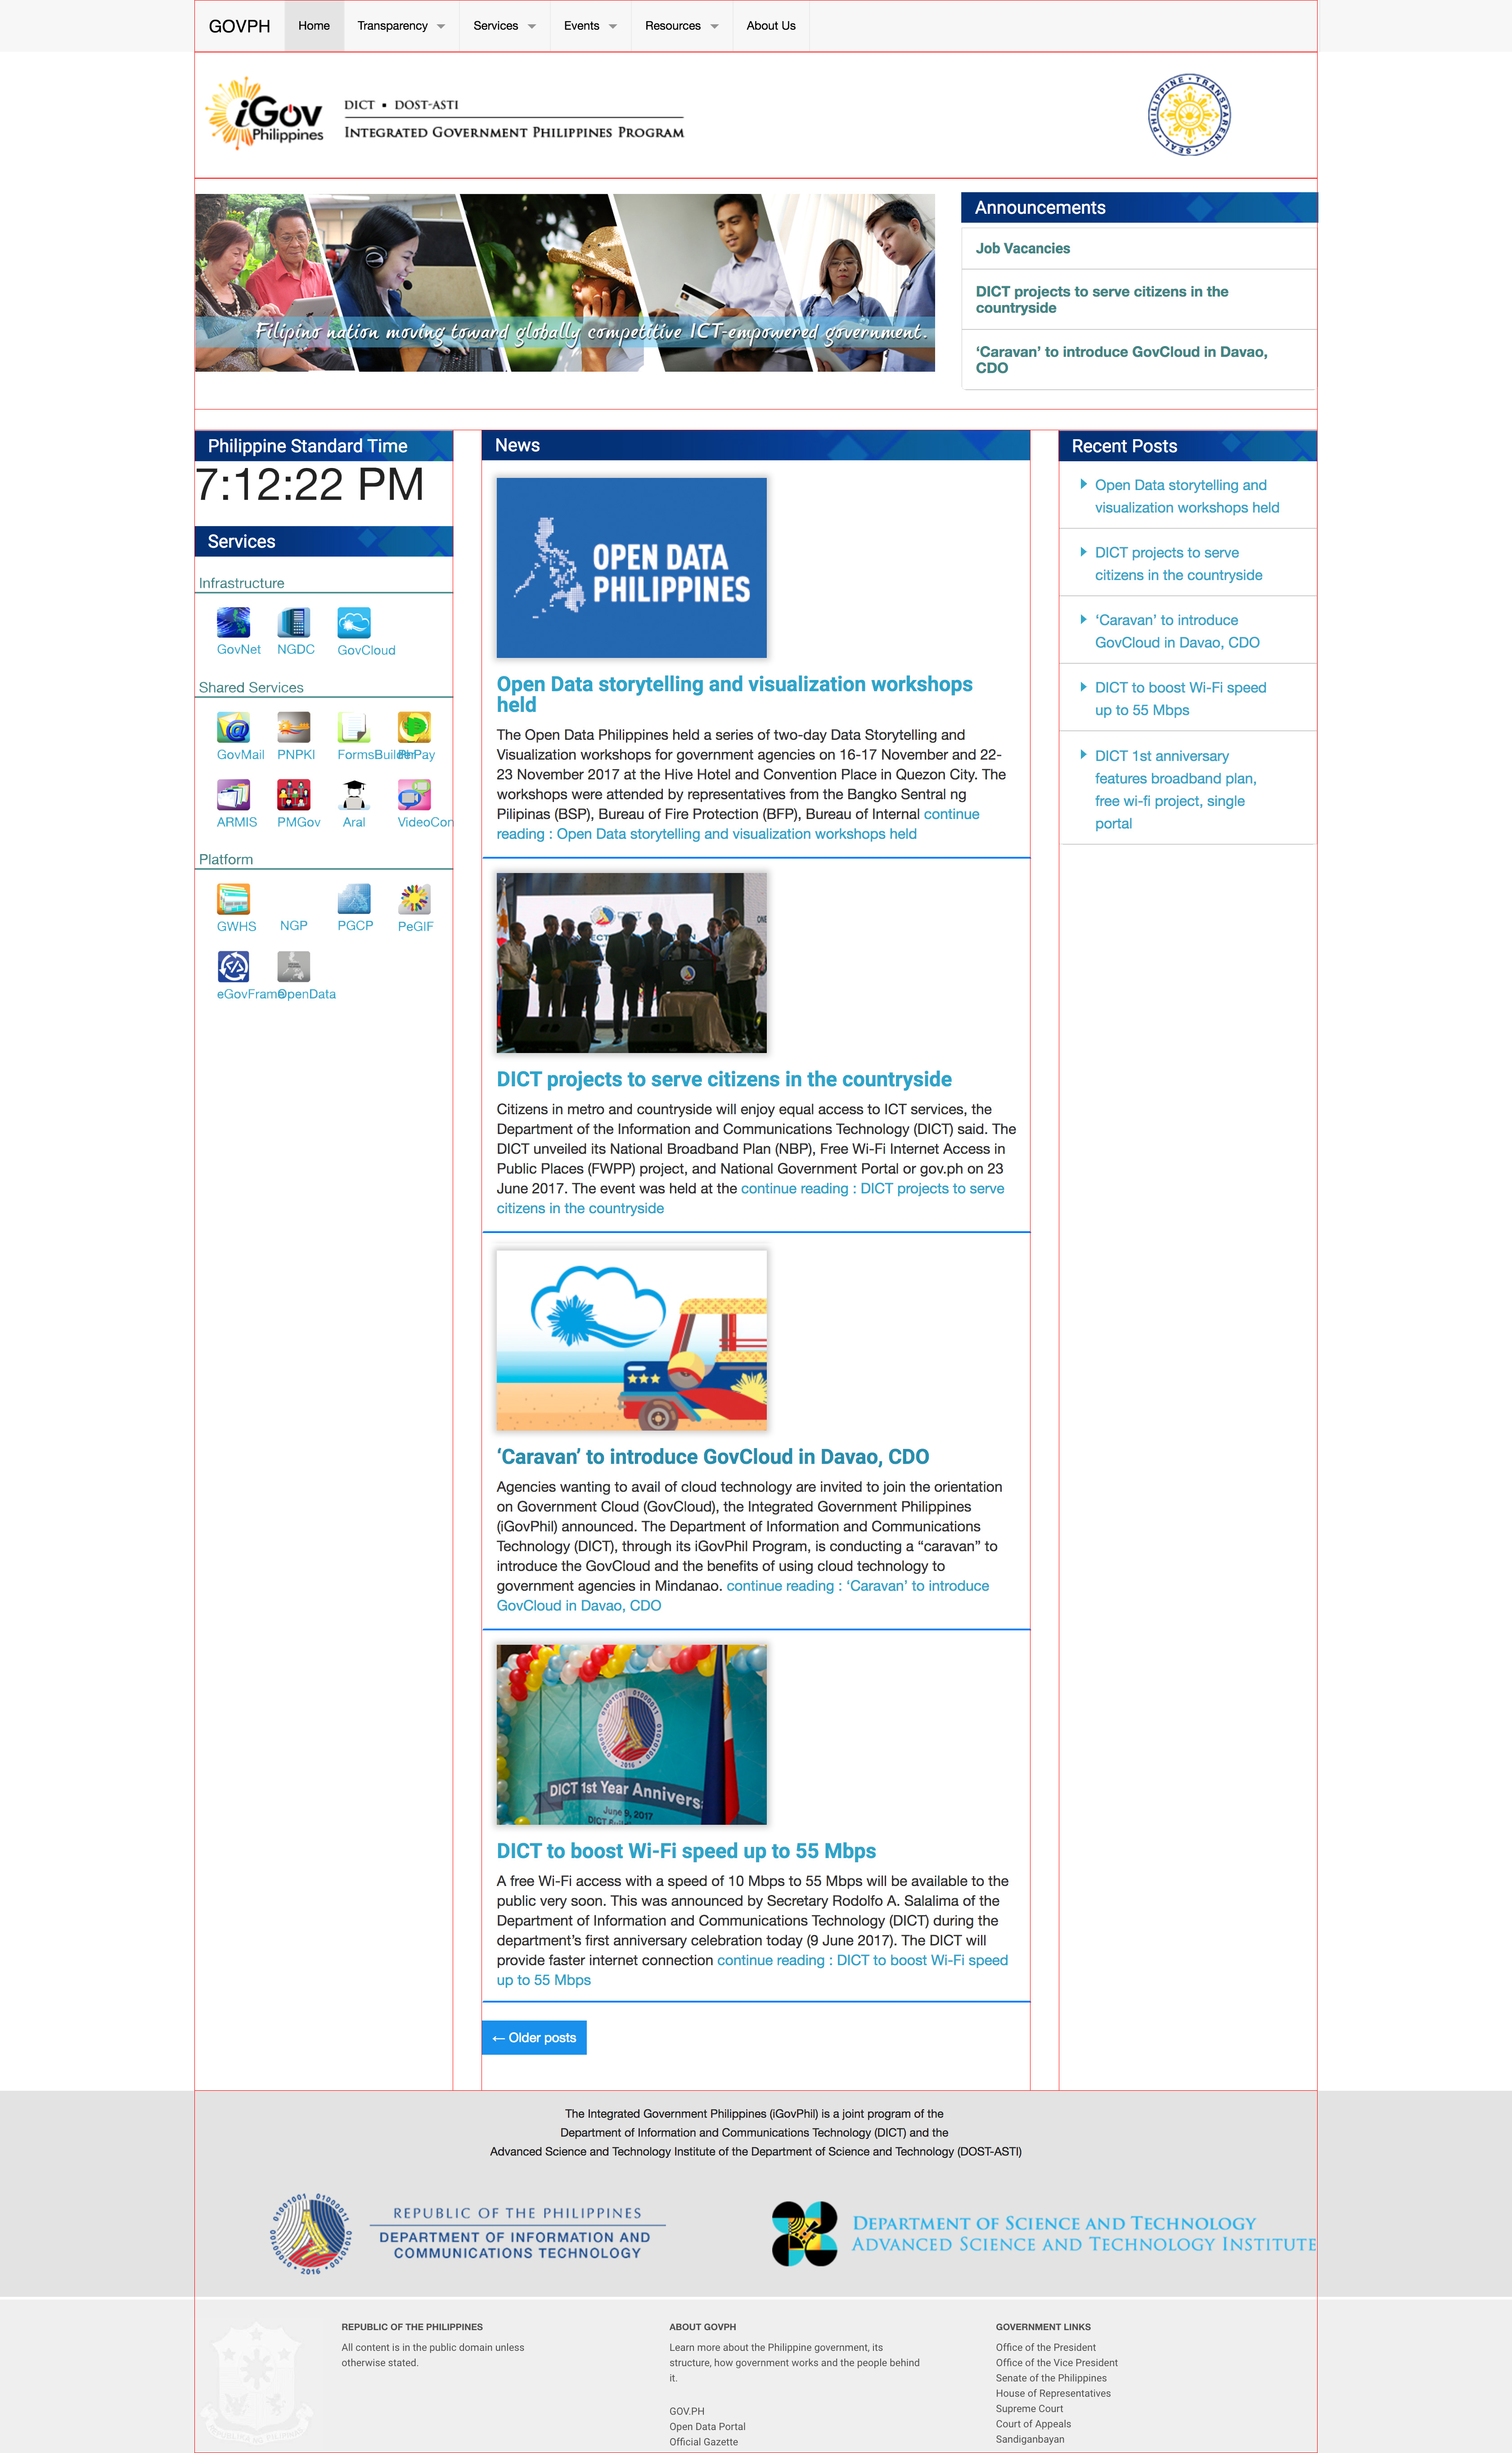 GOVPH
Home
Transparency
Services
Events
Resources
About Us
iGov
Philippines
DICT ▪ DOST-ASTI
INTEGRATED GOVERNMENT PHILIPPINES PROGRAM
PHILIPPINE · TRANSPARENCY · SEAL
Filipino nation moving toward globally competitive ICT-empowered government.
Announcements
Job Vacancies
DICT projects to serve citizens in the
countryside
‘Caravan’ to introduce GovCloud in Davao,
CDO
Philippine Standard Time
7:12:22 PM
Services
Infrastructure
GovNet
NGDC
GovCloud
Shared Services
GovMail
PNPKI
FormsBuilder
PhPay
ARMIS
PMGov
Aral
VideoCon
Platform
GWHS
NGP
PGCP
PeGIF
eGovFrame
OpenData
News
OPEN DATA
PHILIPPINES
Open Data storytelling and visualization workshops
held
The Open Data Philippines held a series of two-day Data Storytelling and
Visualization workshops for government agencies on 16-17 November and 22-
23 November 2017 at the Hive Hotel and Convention Place in Quezon City. The
workshops were attended by representatives from the Bangko Sentral ng
Pilipinas (BSP), Bureau of Fire Protection (BFP), Bureau of Internal continue
reading : Open Data storytelling and visualization workshops held
DICT projects to serve citizens in the countryside
Citizens in metro and countryside will enjoy equal access to ICT services, the
Department of the Information and Communications Technology (DICT) said. The
DICT unveiled its National Broadband Plan (NBP), Free Wi-Fi Internet Access in
Public Places (FWPP) project, and National Government Portal or gov.ph on 23
June 2017. The event was held at the continue reading : DICT projects to serve
citizens in the countryside
‘Caravan’ to introduce GovCloud in Davao, CDO
Agencies wanting to avail of cloud technology are invited to join the orientation
on Government Cloud (GovCloud), the Integrated Government Philippines
(iGovPhil) announced. The Department of Information and Communications
Technology (DICT), through its iGovPhil Program, is conducting a “caravan” to
introduce the GovCloud and the benefits of using cloud technology to
government agencies in Mindanao. continue reading : ‘Caravan’ to introduce
GovCloud in Davao, CDO
2016
DICT 1st Year Annivers
June 9, 2017
DICT to boost Wi-Fi speed up to 55 Mbps
A free Wi-Fi access with a speed of 10 Mbps to 55 Mbps will be available to the
public very soon. This was announced by Secretary Rodolfo A. Salalima of the
Department of Information and Communications Technology (DICT) during the
department’s first anniversary celebration today (9 June 2017). The DICT will
provide faster internet connection continue reading : DICT to boost Wi-Fi speed
up to 55 Mbps
← Older posts
Recent Posts
Open Data storytelling and
visualization workshops held
DICT projects to serve
citizens in the countryside
‘Caravan’ to introduce
GovCloud in Davao, CDO
DICT to boost Wi-Fi speed
up to 55 Mbps
DICT 1st anniversary
features broadband plan,
free wi-fi project, single
portal
The Integrated Government Philippines (iGovPhil) is a joint program of the
Department of Information and Communications Technology (DICT) and the
Advanced Science and Technology Institute of the Department of Science and Technology (DOST-ASTI)
2016
REPUBLIC OF THE PHILIPPINES
DEPARTMENT OF INFORMATION AND
COMMUNICATIONS TECHNOLOGY
DEPARTMENT OF SCIENCE AND TECHNOLOGY
ADVANCED SCIENCE AND TECHNOLOGY INSTITUTE
REPUBLIC OF THE PHILIPPINES
All content is in the public domain unless
otherwise stated.
ABOUT GOVPH
Learn more about the Philippine government, its
structure, how government works and the people behind
it.
GOV.PH
Open Data Portal
Official Gazette
GOVERNMENT LINKS
Office of the President
Office of the Vice President
Senate of the Philippines
House of Representatives
Supreme Court
Court of Appeals
Sandiganbayan